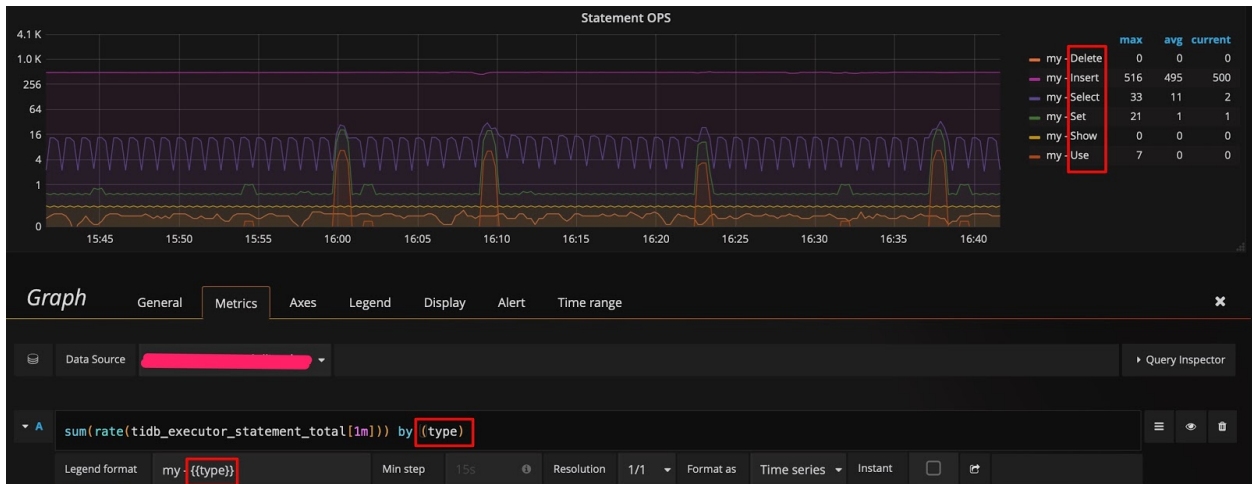 Statement OPS
4.1 K
1.0 K
256
64
16
4
1
0
15:45 15:50 15:55 16:00 16:05 16:10 16:15 16:20 16:25 16:30 16:35 16:40
max avg current
my - Delete 0 0 0
my - Insert 516 495 500
my - Select 33 11 2
my - Set 21 1 1
my - Show 0 0 0
my - Use 7 0 0
Graph General Metrics Axes Legend Display Alert Time range ×
Data Source Query Inspector
A sum(rate(tidb_executor_statement_total[1m])) by (type)
Legend format my - {{type}} Min step 15s Resolution 1/1 Format as Time series Instant